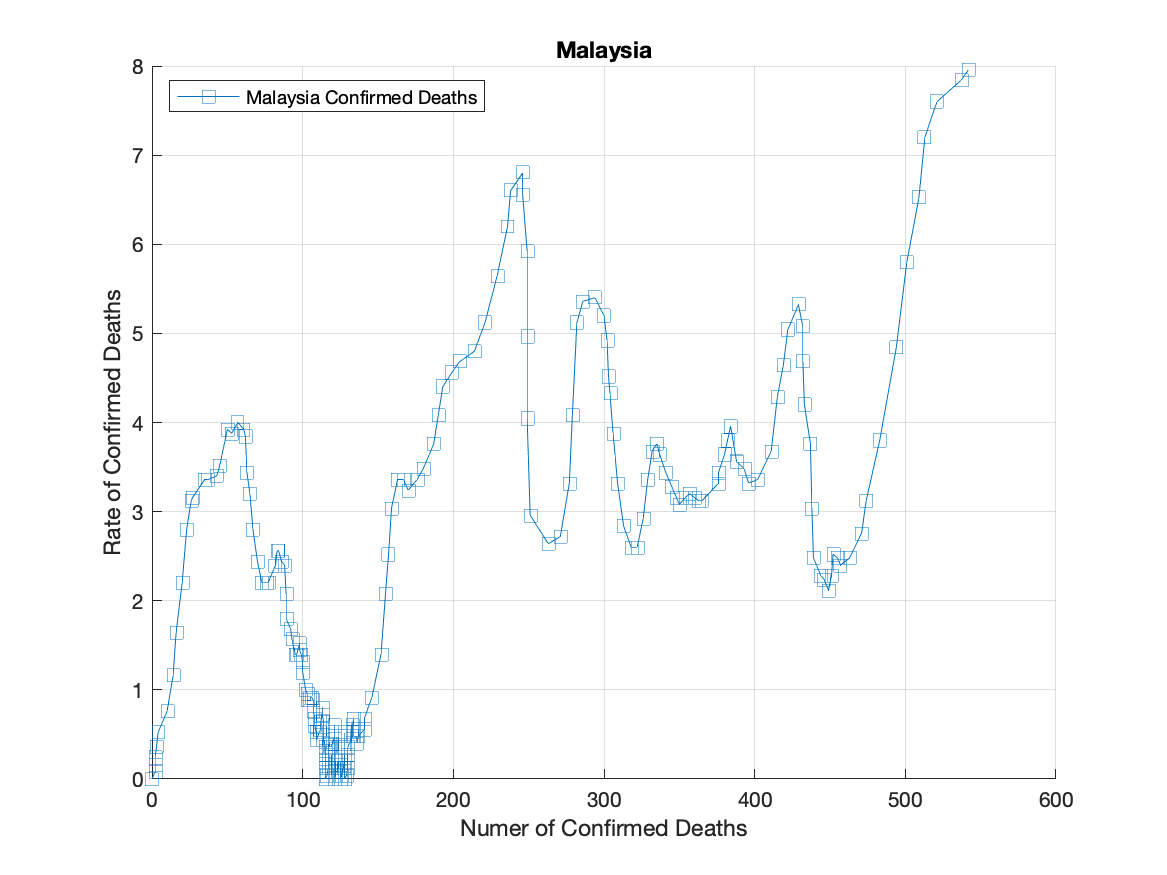 Malaysia
Malaysia Confirmed Deaths
8
7
6
5
4
3
2
1
0
Rate of Confirmed Deaths
0 100 200 300 400 500 600
Numer of Confirmed Deaths